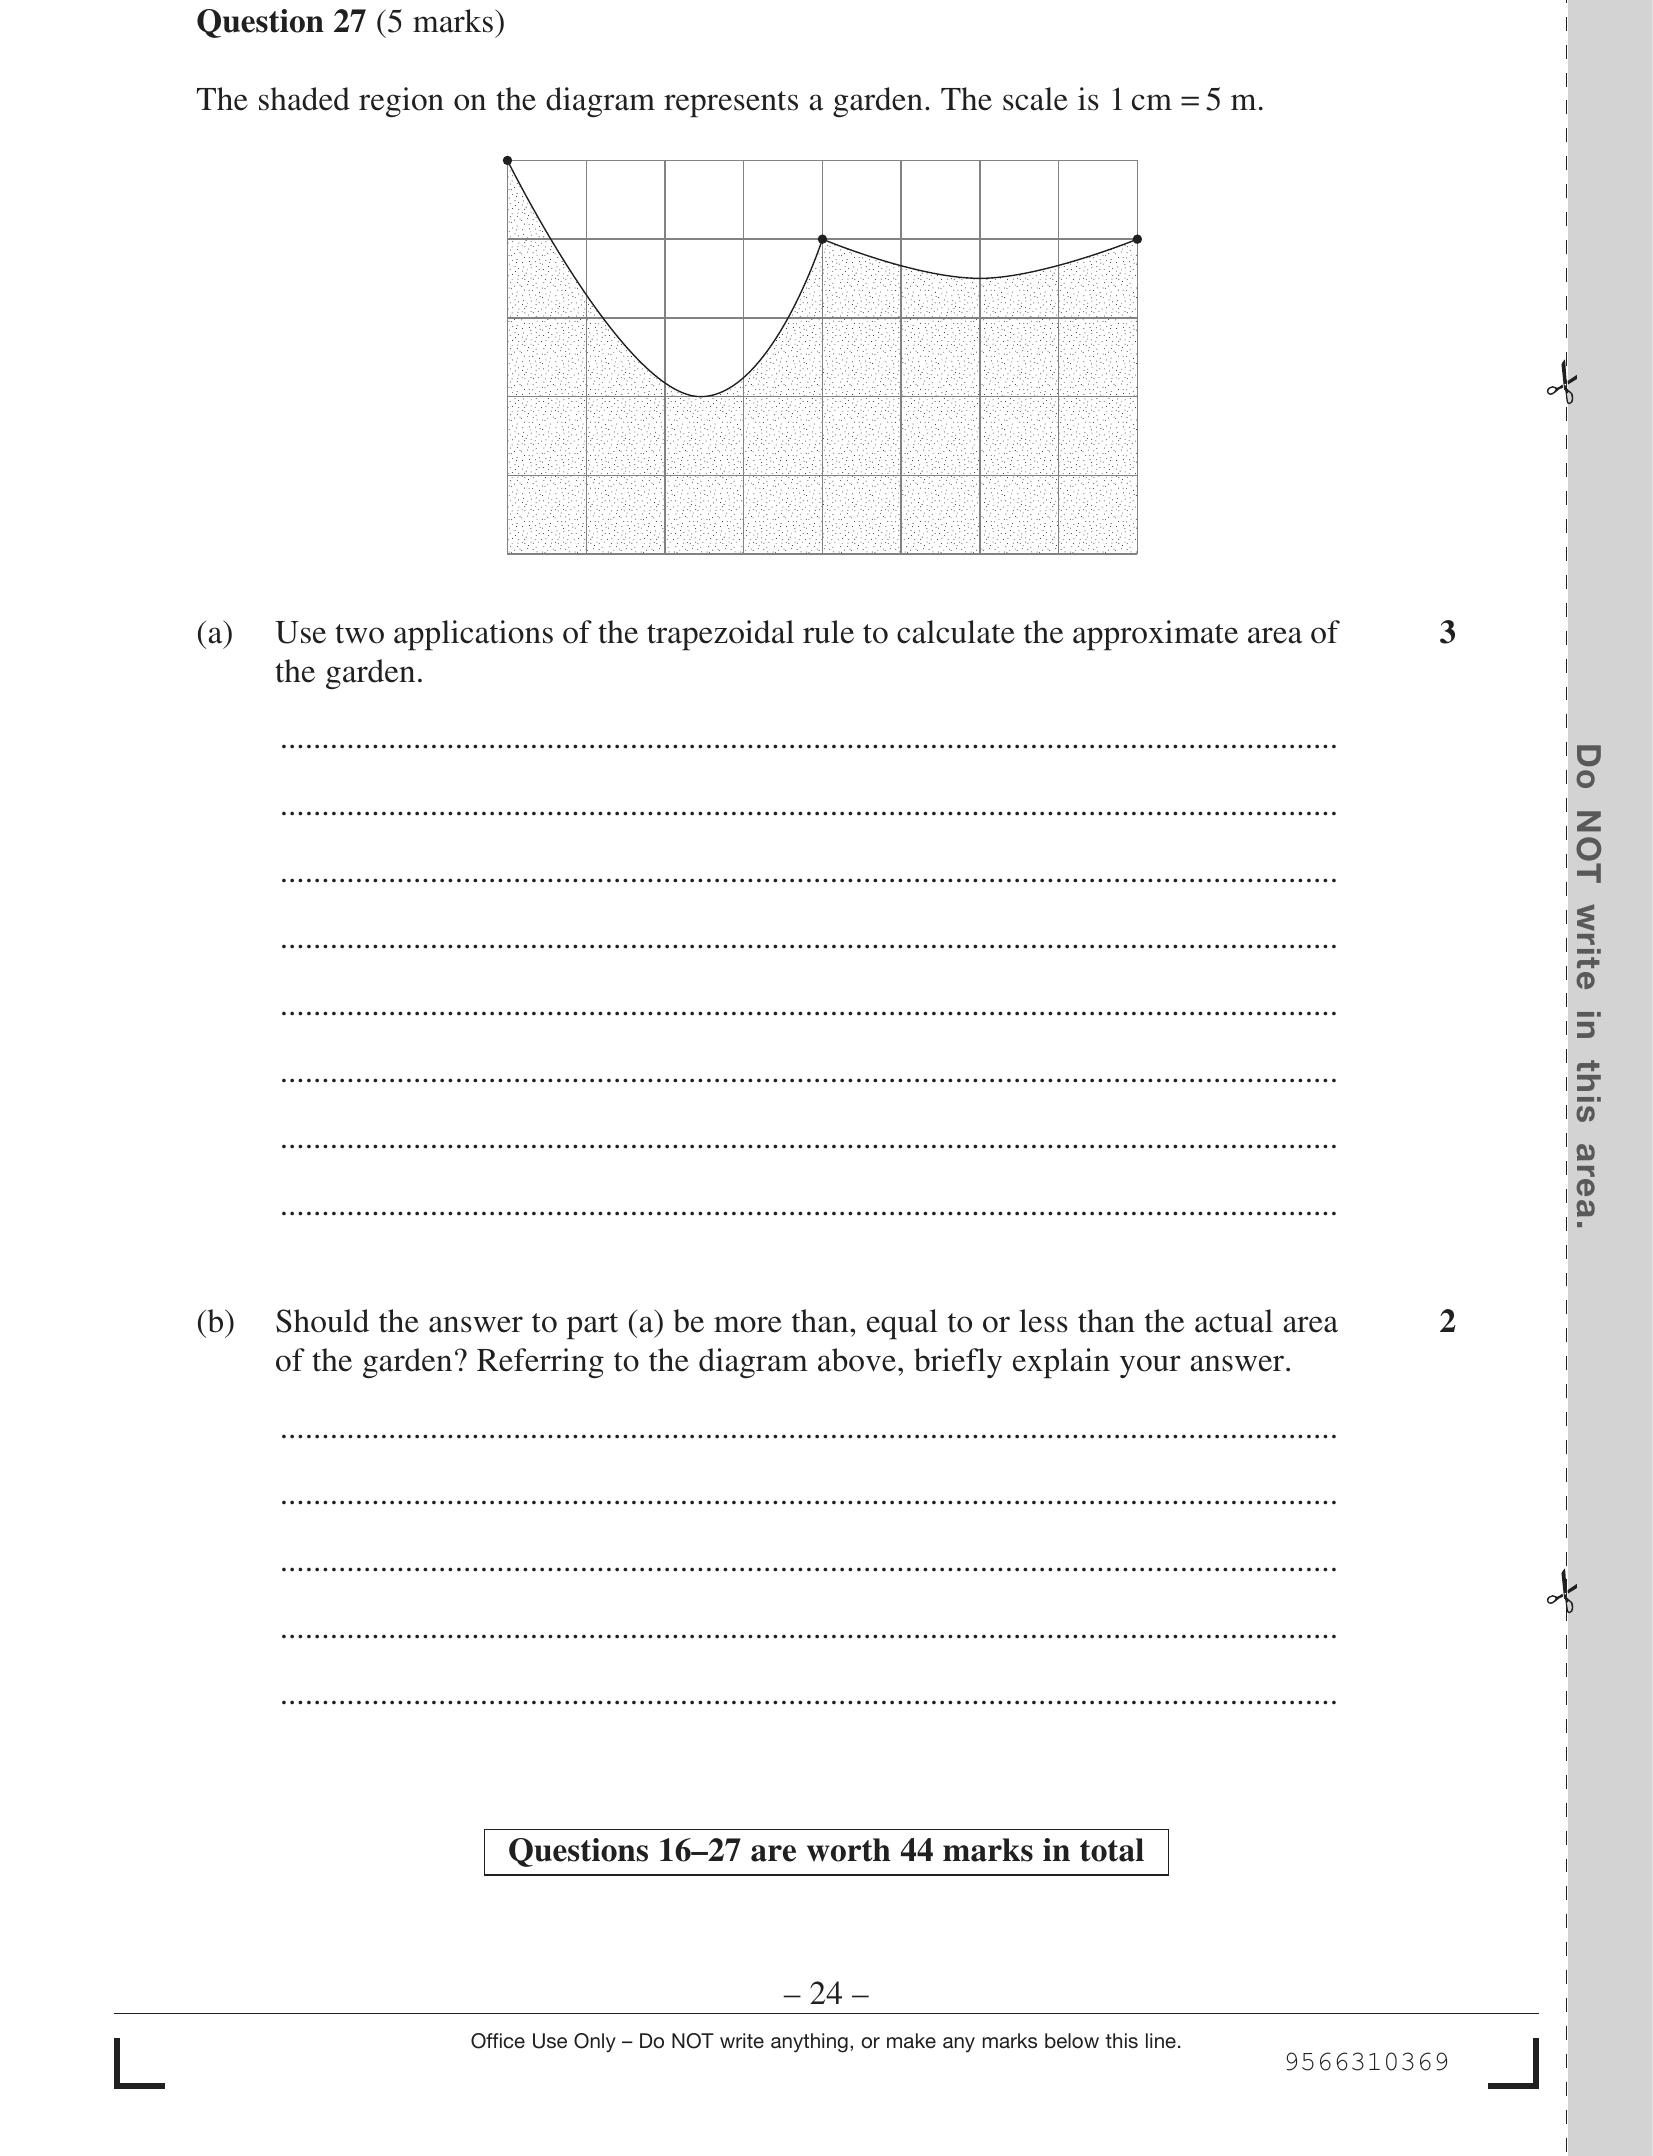 Question 27 (5 marks)
The shaded region on the diagram represents a garden. The scale is 1 cm = 5 m.
(a) Use two applications of the trapezoidal rule to calculate the approximate area of 3
the garden.
(b) Should the answer to part (a) be more than, equal to or less than the actual area 2
of the garden? Referring to the diagram above, briefly explain your answer.
Questions 16–27 are worth 44 marks in total
– 24 –
Office Use Only – Do NOT write anything, or make any marks below this line.
9566310369
Do NOT write in this area.